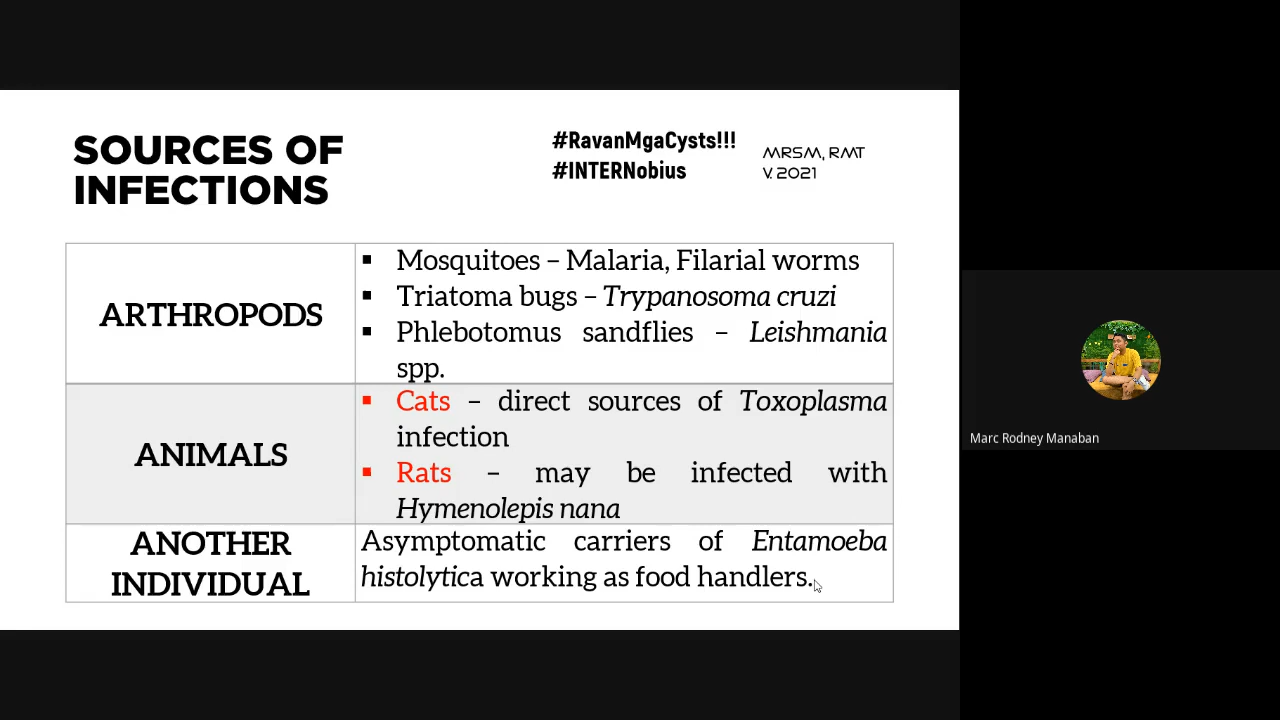 SOURCES OF
INFECTIONS
#RavanMgaCysts!!!
#INTERNobius
MRSM, RMT
V. 2021
ARTHROPODS
▪ Mosquitoes – Malaria, Filarial worms
▪ Triatoma bugs – Trypanosoma cruzi
▪ Phlebotomus sandflies – Leishmania
spp.
ANIMALS
▪ Cats – direct sources of Toxoplasma
infection
▪ Rats – may be infected with
Hymenolepis nana
ANOTHER
INDIVIDUAL
Asymptomatic carriers of Entamoeba
histolytica working as food handlers.
Marc Rodney Manaban